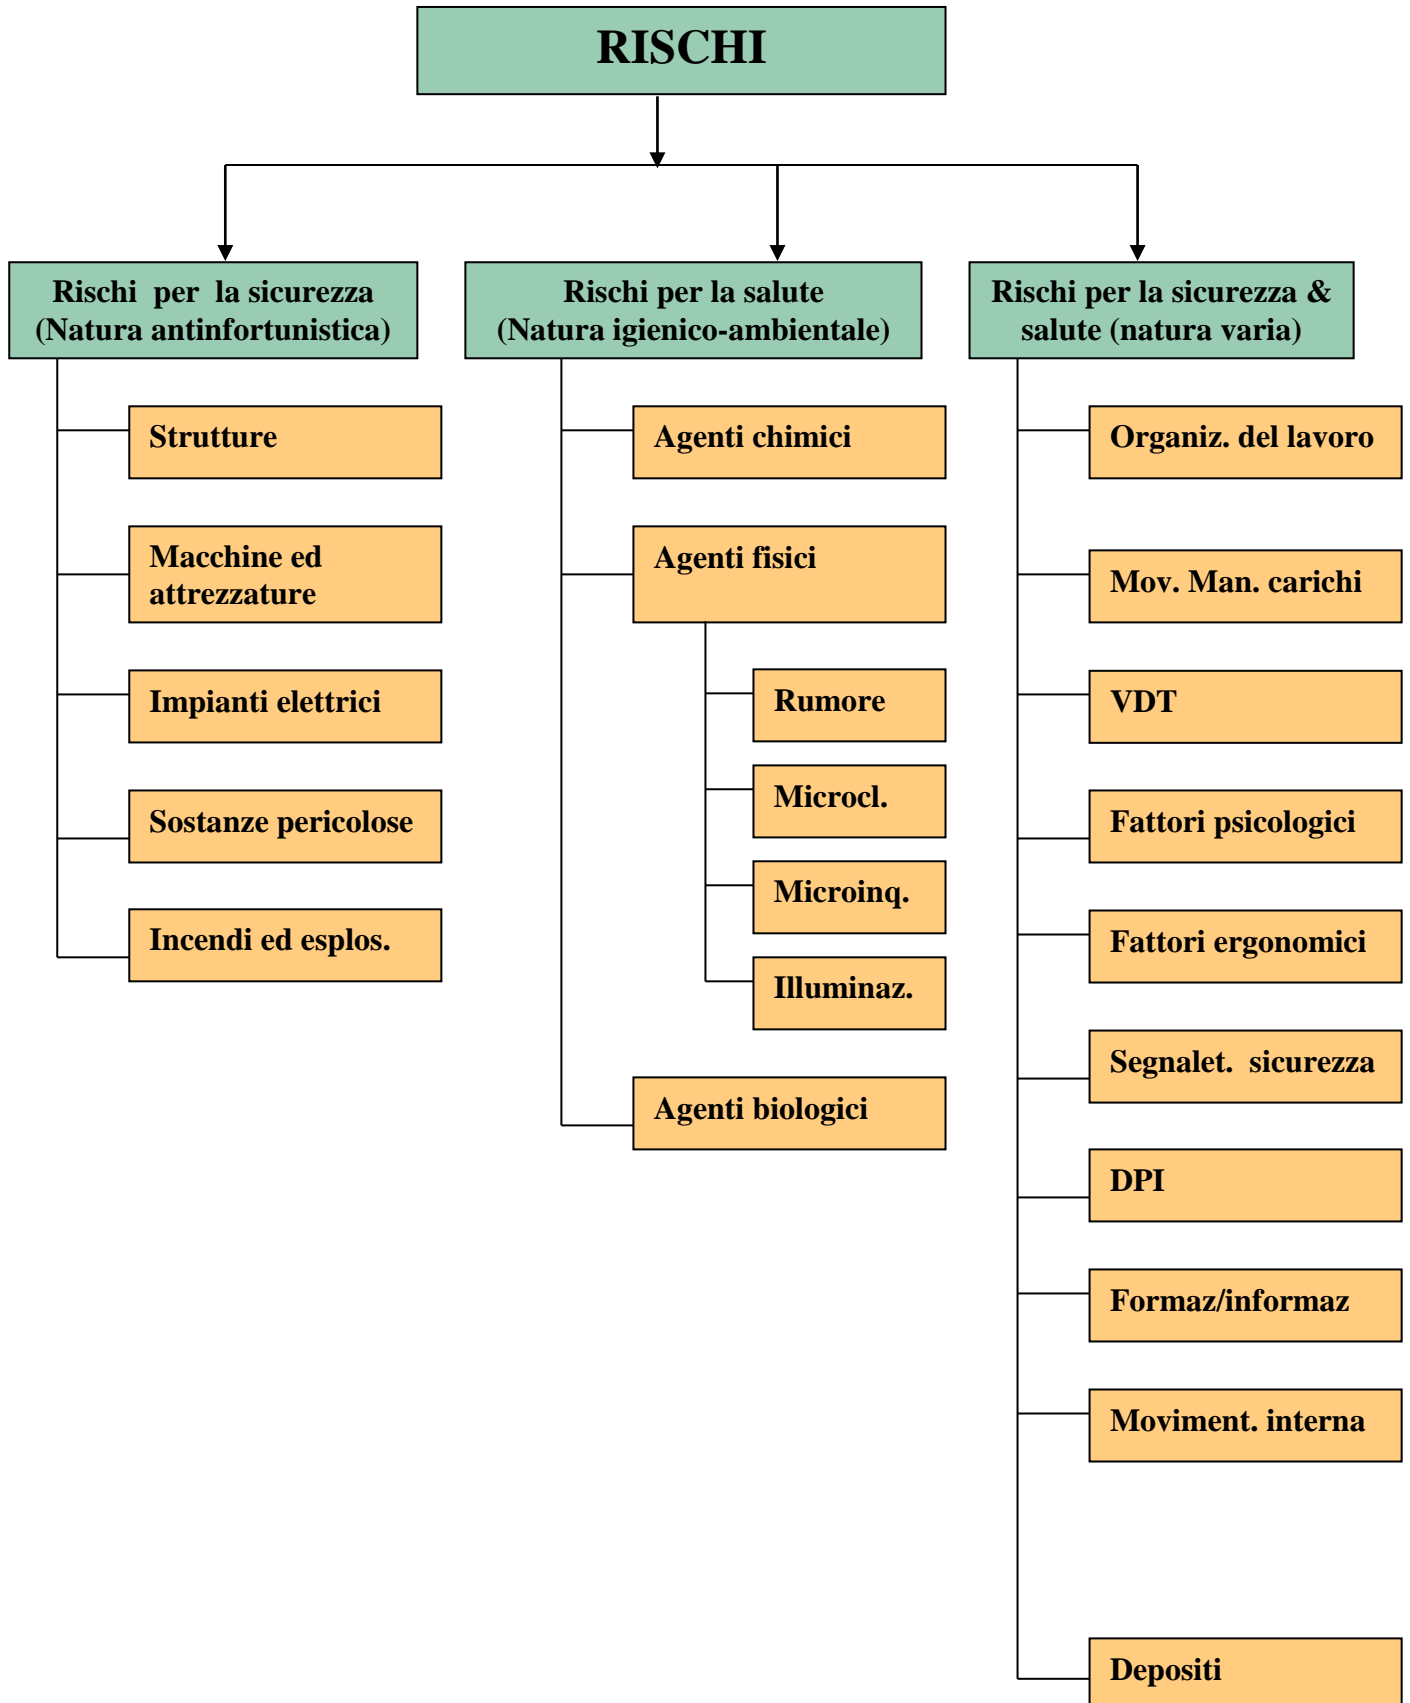 RISCHI
Rischi per la sicurezza
(Natura antinfortunistica)
Strutture
Macchine ed
attrezzature
Impianti elettrici
Sostanze pericolose
Incendi ed esplos.
Rischi per la salute
(Natura igienico-ambientale)
Agenti chimici
Agenti fisici
Rumore
Microcl.
Microinq.
Illuminaz.
Agenti biologici
Rischi per la sicurezza &
salute (natura varia)
Organiz. del lavoro
Mov. Man. carichi
VDT
Fattori psicologici
Fattori ergonomici
Segnalet. sicurezza
DPI
Formaz/informaz
Moviment. interna
Depositi